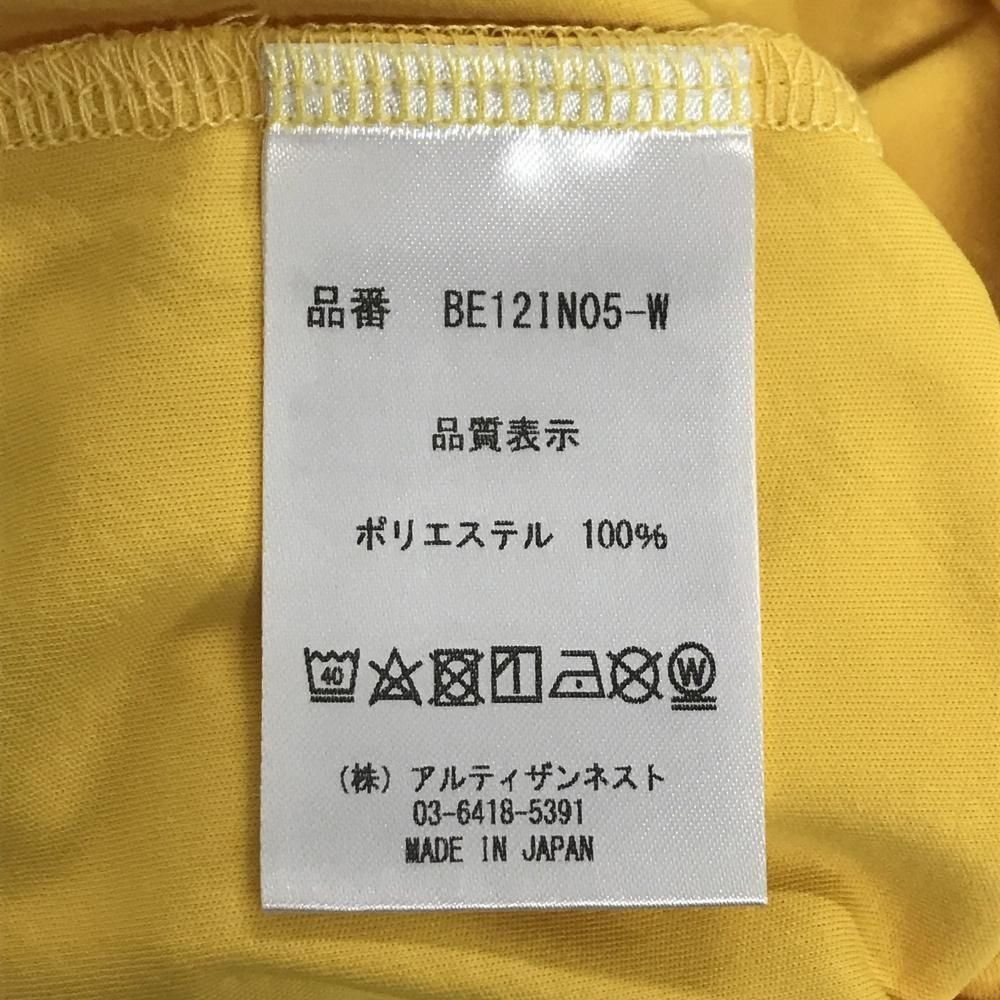 品番 BE12IN05-W
品質表示
ポリエステル 100%
40 W
(株) アルティザンネスト
03-6418-5391
MADE IN JAPAN